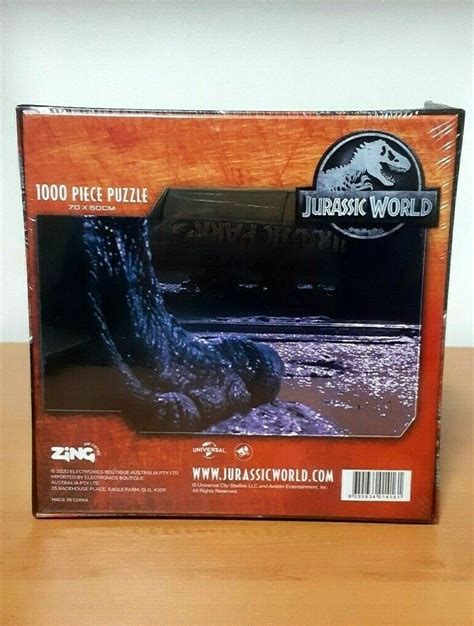 JURASSIC WORLD
1000 PIECE PUZZLE
70 X 50CM
JURASSIC PARK
ZiNG
POP CULTURE
UNIVERSAL
WWW.JURASSICWORLD.COM
© Universal City Studios LLC and Amblin Entertainment, Inc.
All Rights Reserved.
© 2020 ELECTRONICS BOUTIQUE AUSTRALIA PTY LTD.
IMPORTED BY ELECTRONICS BOUTIQUE
AUSTRALIA PTY LTD.
25 BACKHOUSE PLACE, EAGLE FARM, QLD, 4009
MADE IN CHINA